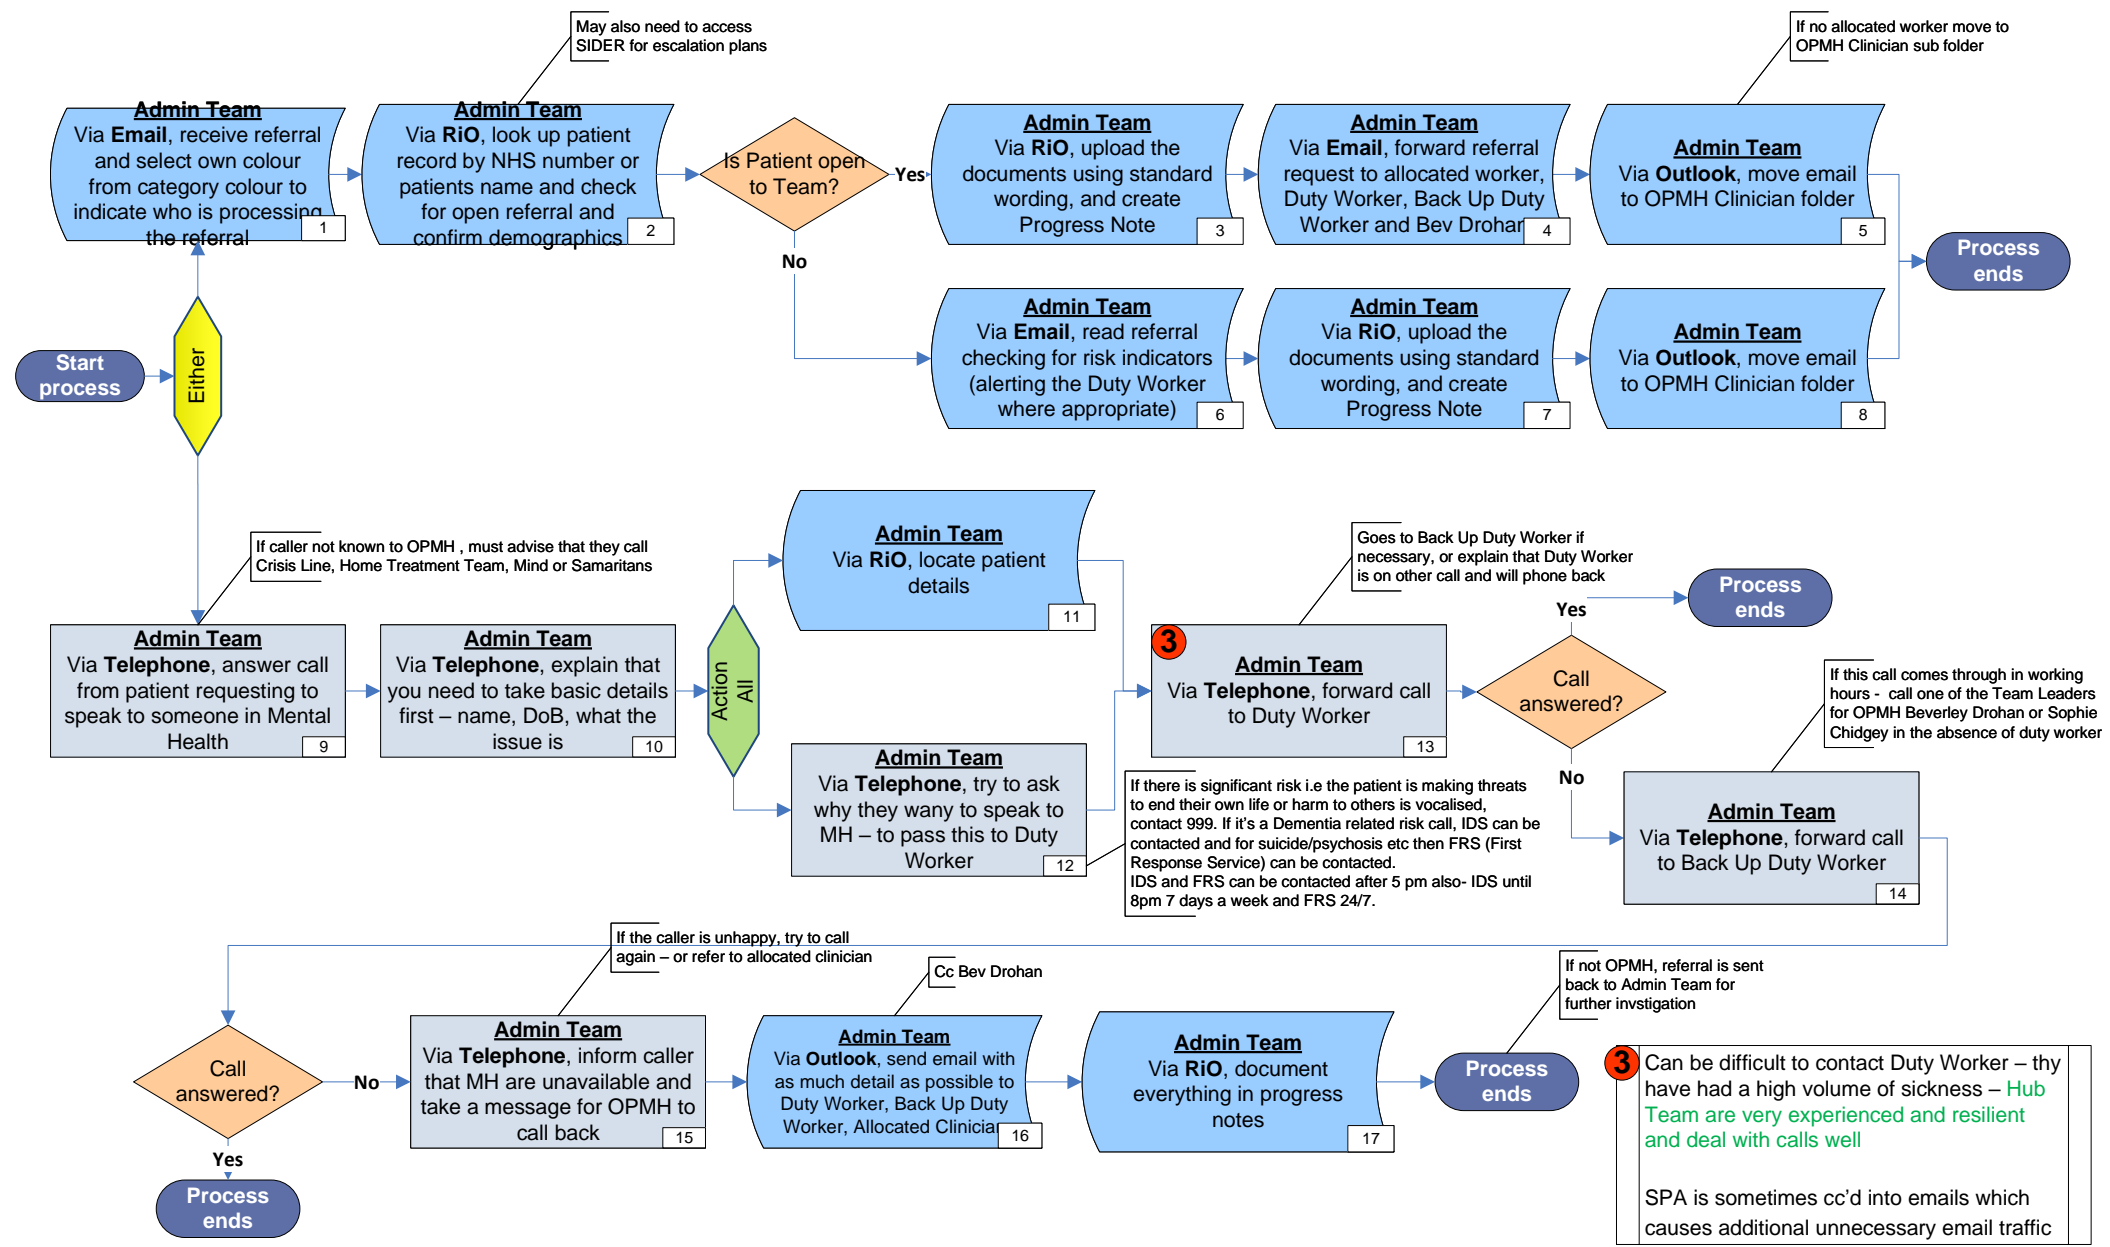 May also need to access
SIDER for escalation plans
If no allocated worker move to
OPMH Clinician sub folder
Admin Team
Via Email, receive referral
and select own colour
from category colour to
indicate who is processing
the referral
1
Admin Team
Via RiO, look up patient
record by NHS number or
patients name and check
for open referral and
confirm demographics
2
Is Patient open
to Team?
Yes
No
Admin Team
Via RiO, upload the
documents using standard
wording, and create
Progress Note
3
Admin Team
Via Email, forward referral
request to allocated worker,
Duty Worker, Back Up Duty
Worker and Bev Drohan
4
Admin Team
Via Outlook, move email
to OPMH Clinician folder
5
Process
ends
Start
process
Either
Admin Team
Via Email, read referral
checking for risk indicators
(alerting the Duty Worker
where appropriate)
6
Admin Team
Via RiO, upload the
documents using standard
wording, and create
Progress Note
7
Admin Team
Via Outlook, move email
to OPMH Clinician folder
8
If caller not known to OPMH , must advise that they call
Crisis Line, Home Treatment Team, Mind or Samaritans
Admin Team
Via Telephone, answer call
from patient requesting to
speak to someone in Mental
Health
9
Admin Team
Via Telephone, explain that
you need to take basic details
first – name, DoB, what the
issue is
10
Action
All
Admin Team
Via RiO, locate patient
details
11
Admin Team
Via Telephone, try to ask
why they wany to speak to
MH – to pass this to Duty
Worker
12
If there is significant risk i.e the patient is making threats
to end their own life or harm to others is vocalised,
contact 999. If it's a Dementia related risk call, IDS can be
contacted and for suicide/psychosis etc then FRS (First
Response Service) can be contacted.
IDS and FRS can be contacted after 5 pm also- IDS until
8pm 7 days a week and FRS 24/7.
Goes to Back Up Duty Worker if
necessary, or explain that Duty Worker
is on other call and will phone back
3
Admin Team
Via Telephone, forward call
to Duty Worker
13
Call
answered?
Yes
Process
ends
No
If this call comes through in working
hours - call one of the Team Leaders
for OPMH Beverley Drohan or Sophie
Chidgey in the absence of duty worker
Admin Team
Via Telephone, forward call
to Back Up Duty Worker
14
Call
answered?
Yes
Process
ends
No
If the caller is unhappy, try to call
again – or refer to allocated clinician
Admin Team
Via Telephone, inform caller
that MH are unavailable and
take a message for OPMH to
call back
15
Cc Bev Drohan
Admin Team
Via Outlook, send email with
as much detail as possible to
Duty Worker, Back Up Duty
Worker, Allocated Clinician
16
Admin Team
Via RiO, document
everything in progress
notes
17
If not OPMH, referral is sent
back to Admin Team for
further invstigation
Process
ends
3
Can be difficult to contact Duty Worker – thy
have had a high volume of sickness – Hub
Team are very experienced and resilient
and deal with calls well
SPA is sometimes cc'd into emails which
causes additional unnecessary email traffic